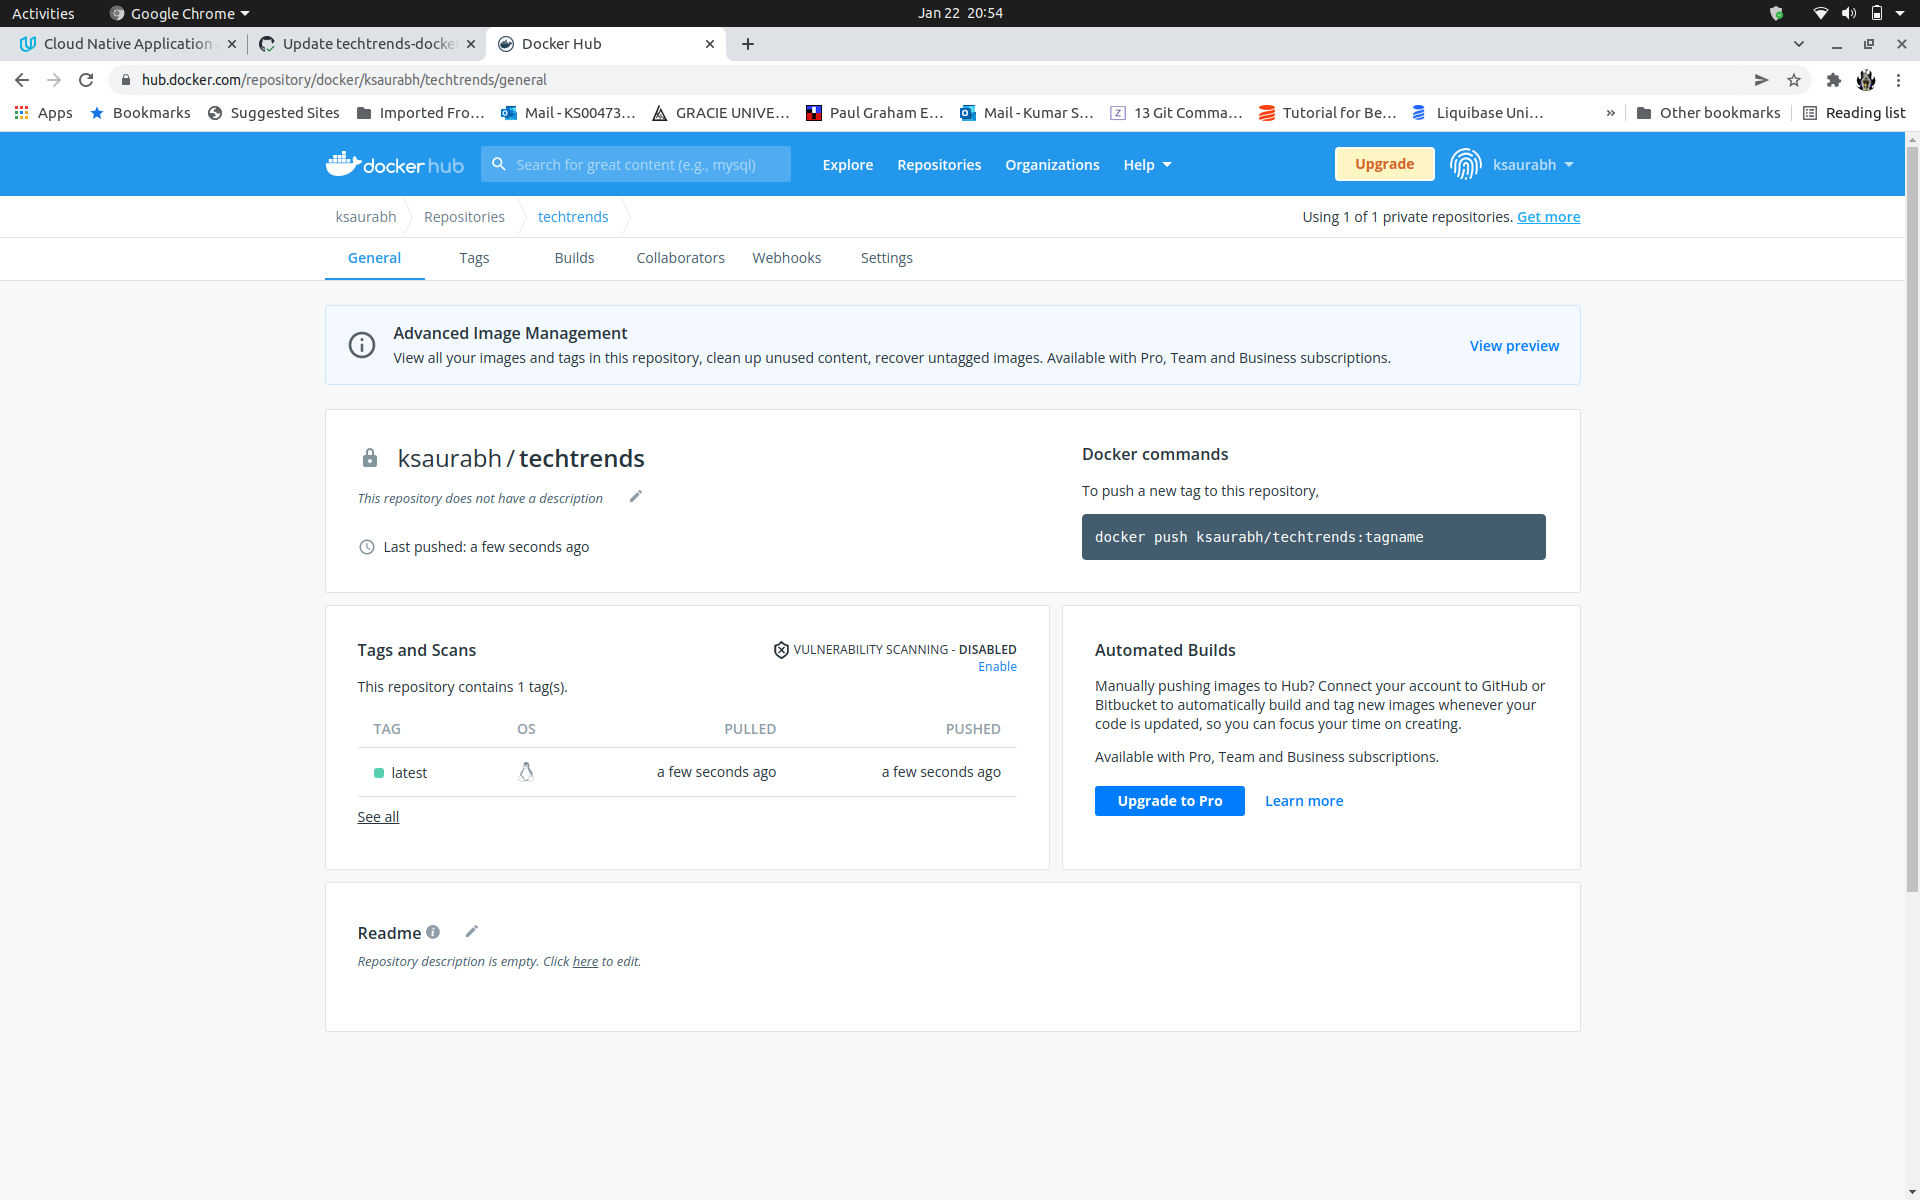 Activities
Google Chrome
Jan 22 20:54
Cloud Native Application
Update techtrends-docke
Docker Hub
hub.docker.com/repository/docker/ksaurabh/techtrends/general
Apps
Bookmarks
Suggested Sites
Imported Fro...
Mail - KS00473...
GRACIE UNIVE...
Paul Graham E...
Mail - Kumar S...
13 Git Comma...
Tutorial for Be...
Liquibase Uni...
»
Other bookmarks
Reading list
docker hub
Search for great content (e.g., mysql)
Explore
Repositories
Organizations
Help
Upgrade
ksaurabh
ksaurabh
Repositories
techtrends
Using 1 of 1 private repositories. Get more
General
Tags
Builds
Collaborators
Webhooks
Settings
Advanced Image Management
View all your images and tags in this repository, clean up unused content, recover untagged images. Available with Pro, Team and Business subscriptions.
View preview
ksaurabh / techtrends
This repository does not have a description
Last pushed: a few seconds ago
Docker commands
To push a new tag to this repository,
docker push ksaurabh/techtrends:tagname
Tags and Scans
VULNERABILITY SCANNING - DISABLED
Enable
This repository contains 1 tag(s).
TAG OS PULLED PUSHED
latest a few seconds ago a few seconds ago
See all
Automated Builds
Manually pushing images to Hub? Connect your account to GitHub or
Bitbucket to automatically build and tag new images whenever your
code is updated, so you can focus your time on creating.
Available with Pro, Team and Business subscriptions.
Upgrade to Pro
Learn more
Readme
Repository description is empty. Click here to edit.